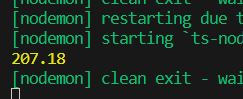 [nodemon] clean exit - wai
[nodemon] restarting due t
[nodemon] starting `ts-nod
207.18
[nodemon] clean exit - wai